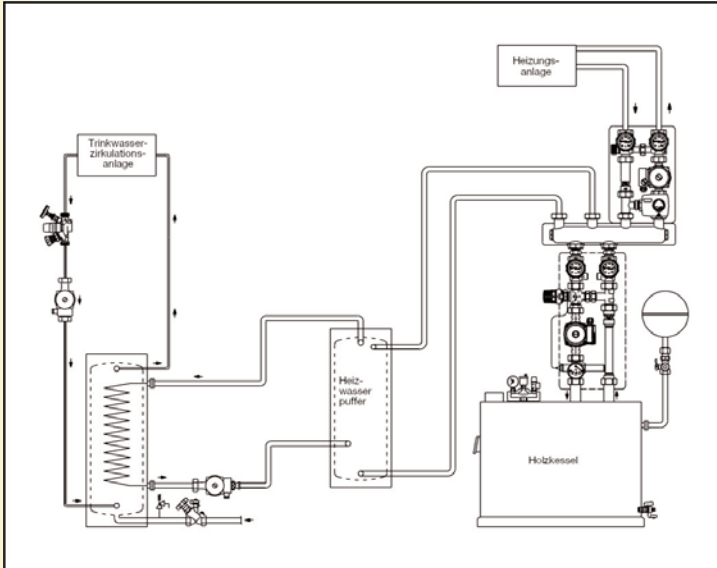 Heizungs-
anlage
Trinkwasser-
zirkulations-
anlage
Heiz-
wasser
puffer
Holzkessel